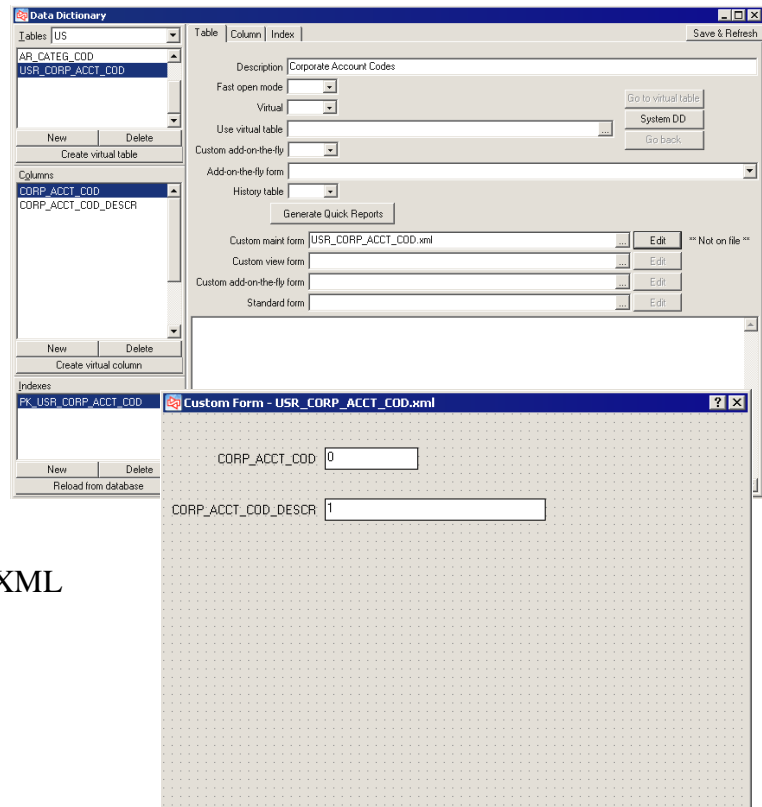 Data Dictionary
Tables US
AR_CATEG_COD
USR_CORP_ACCT_COD
New Delete
Create virtual table
Columns
CORP_ACCT_COD
CORP_ACCT_COD_DESCR
New Delete
Create virtual column
Indexes
PK_USR_CORP_ACCT_COD
New Delete
Reload from database
Table Column Index Save & Refresh
Description Corporate Account Codes
Fast open mode
Virtual Go to virtual table
Use virtual table ... System DD
Custom add-on-the-fly Go back
Add-on-the-fly form
History table
Generate Quick Reports
Custom maint form USR_CORP_ACCT_COD.xml ... Edit ** Not on file **
Custom view form ... Edit
Custom add-on-the-fly form ... Edit
Standard form ... Edit
Custom Form - USR_CORP_ACCT_COD.xml
CORP_ACCT_COD 0
CORP_ACCT_COD_DESCR 1
XML